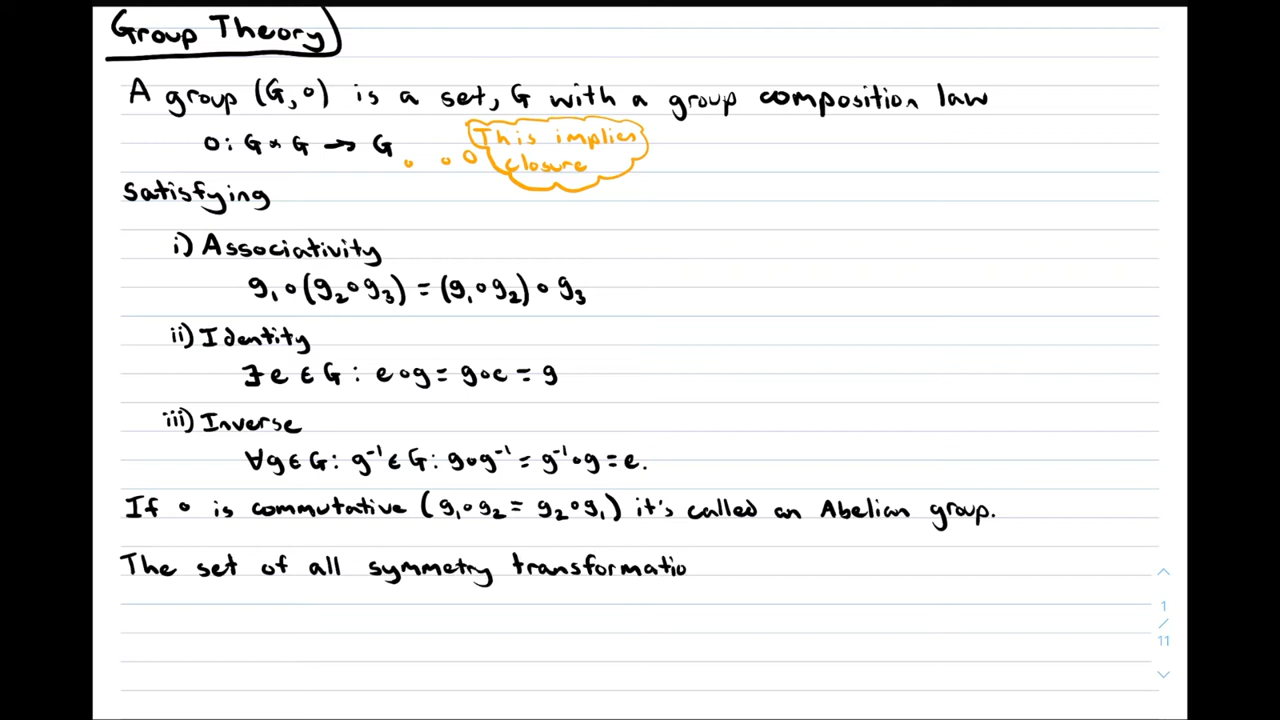 Group Theory
A group (G, ∘) is a set, G with a group composition law
∘: G × G → G
This implies
closure
satisfying
i) Associativity
g₁∘(g₂∘g₃) = (g₁∘g₂)∘g₃
ii) Identity
∃e ∈ G : e∘g = g∘e = g
iii) Inverse
∀g ∈ G: g⁻¹ ∈ G: g∘g⁻¹ = g⁻¹∘g = e.
If ∘ is commutative (g₁∘g₂ = g₂∘g₁) it's called an Abelian group.
The set of all symmetry transformatio
1
/
11